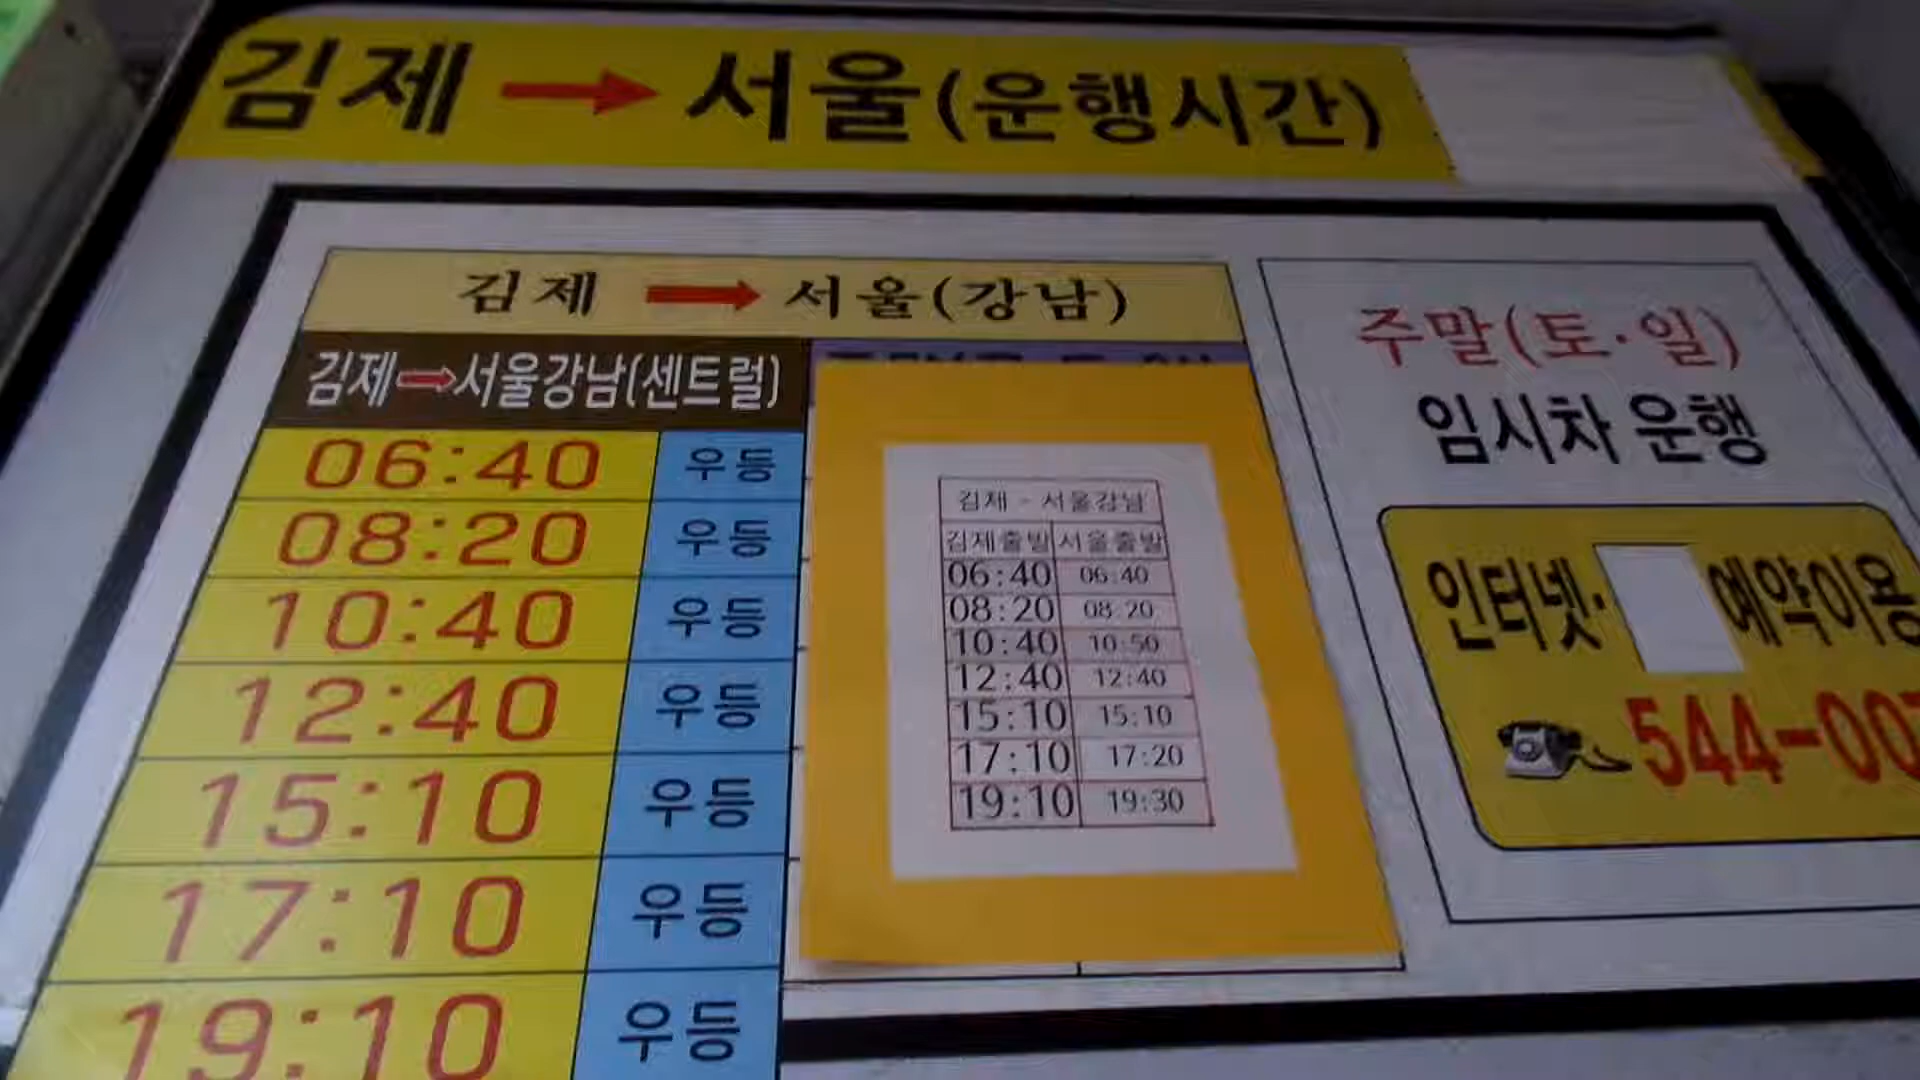 김제 → 서울(운행시간)
김제 → 서울(강남)
김제→서울강남(센트럴)
06:40 우등
08:20 우등
10:40 우등
12:40 우등
15:10 우등
17:10 우등
19:10 우등
김제 - 서울강남
김제출발 서울출발
06:40 06:40
08:20 08:20
10:40 10:50
12:40 12:40
15:10 15:10
17:10 17:20
19:10 19:30
주말(토·일)
임시차 운행
인터넷· 예약이용
544-00